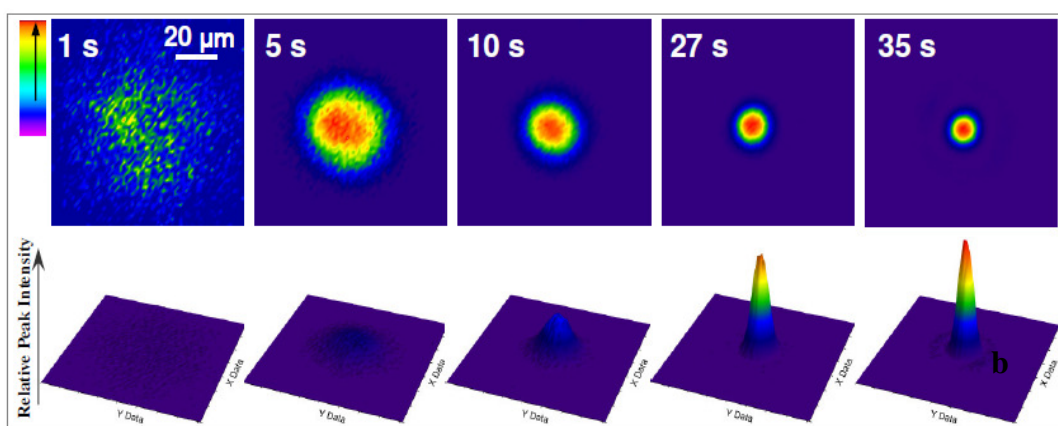 1 s
20 µm
5 s
10 s
27 s
35 s
Relative Peak Intensity
Y Data
X Data
Y Data
X Data
Y Data
X Data
Y Data
X Data
Y Data
X Data
b